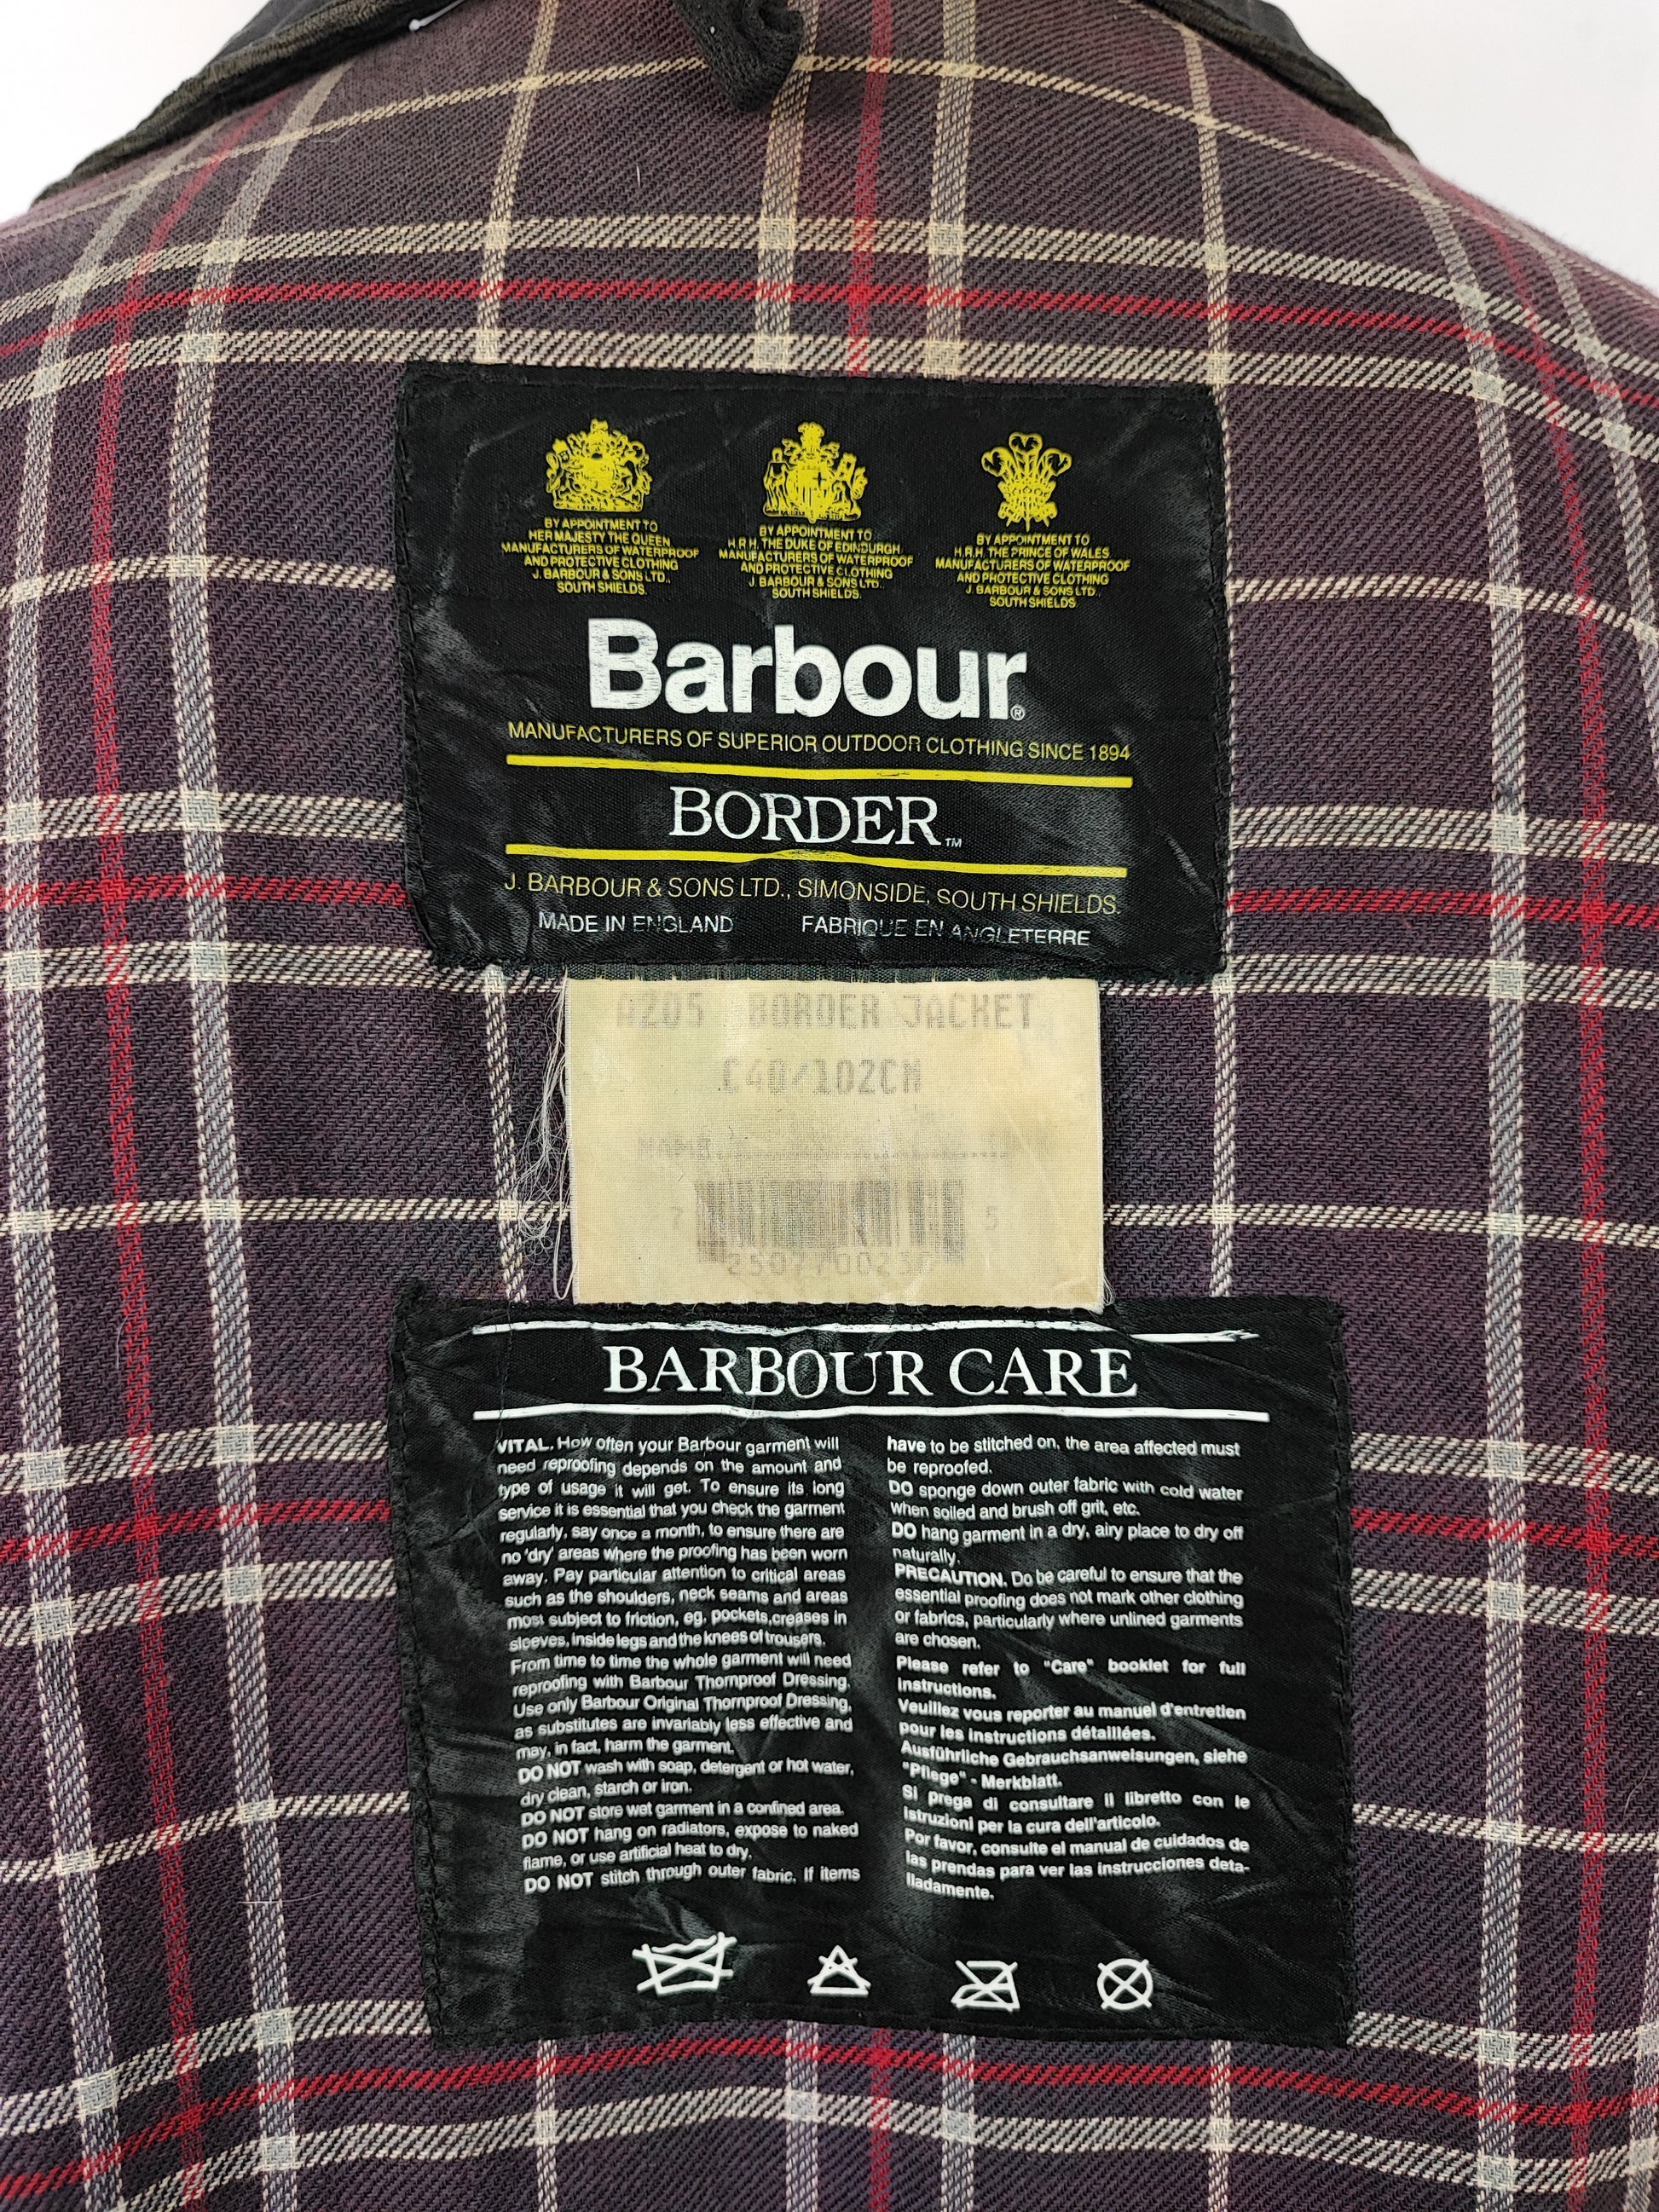 BY APPOINTMENT TO
HER MAJESTY THE QUEEN
MANUFACTURERS OF WATERPROOF
AND PROTECTIVE CLOTHING
J. BARBOUR & SONS LTD.,
SOUTH SHIELDS.
BY APPOINTMENT TO
H.R.H. THE DUKE OF EDINBURGH
MANUFACTURERS OF WATERPROOF
AND PROTECTIVE CLOTHING
J. BARBOUR & SONS LTD.
SOUTH SHIELDS.
BY APPOINTMENT TO
H.R.H. THE PRINCE OF WALES
MANUFACTURERS OF WATERPROOF
AND PROTECTIVE CLOTHING
J. BARBOUR & SONS LTD.,
SOUTH SHIELDS.
Barbour®
MANUFACTURERS OF SUPERIOR OUTDOOR CLOTHING SINCE 1894
BORDER™
J. BARBOUR & SONS LTD., SIMONSIDE, SOUTH SHIELDS.
MADE IN ENGLAND FABRIQUE EN ANGLETERRE
A205 BORDER JACKET
C40/102CM
BARBOUR CARE
VITAL. How often your Barbour garment will
need reproofing depends on the amount and
type of usage it will get. To ensure its long
service it is essential that you check the garment
regularly, say once a month, to ensure there are
no 'dry' areas where the proofing has been worn
away. Pay particular attention to critical areas
such as the shoulders, neck seams and areas
most subject to friction, eg. pockets,creases in
sleeves, inside legs and the knees of trousers.
From time to time the whole garment will need
reproofing with Barbour Thornproof Dressing.
Use only Barbour Original Thornproof Dressing,
as substitutes are invariably less effective and
may, in fact, harm the garment.
DO NOT wash with soap, detergent or hot water,
dry clean, starch or iron.
DO NOT store wet garment in a confined area.
DO NOT hang on radiators, expose to naked
flame, or use artificial heat to dry.
DO NOT stitch through outer fabric. If items
have to be stitched on, the area affected must
be reproofed.
DO sponge down outer fabric with cold water
when soiled and brush off grit, etc.
DO hang garment in a dry, airy place to dry off
naturally.
PRECAUTION. Do be careful to ensure that the
essential proofing does not mark other clothing
or fabrics, particularly where unlined garments
are chosen.
Please refer to "Care" booklet for full
instructions.
Veuillez vous reporter au manuel d'entretien
pour les instructions détaillées.
Ausführliche Gebrauchsanweisungen, siehe
"Pflege" - Merkblatt.
Si prega di consultare il libretto con le
istruzioni per la cura dell'articolo.
Por favor, consulte el manual de cuidados de
las prendas para ver las instrucciones deta-
lladamente.